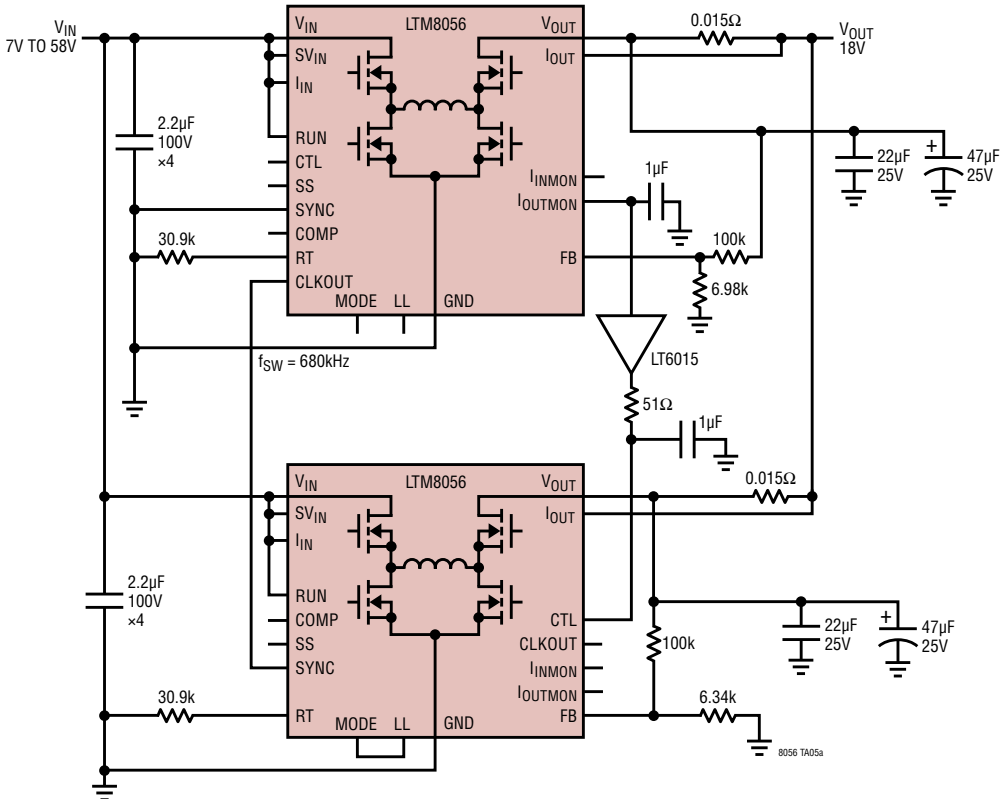 V_IN
7V TO 58V
V_IN
LTM8056
V_OUT
0.015Ω
V_OUT
18V
SV_IN
I_OUT
I_IN
2.2µF
100V
×4
RUN
CTL
SS
SYNC
COMP
30.9k
RT
CLKOUT
MODE
LL
GND
f_SW = 680kHz
I_INMON
I_OUTMON
1µF
FB
100k
6.98k
22µF
25V
+
47µF
25V
LT6015
51Ω
1µF
V_IN
LTM8056
V_OUT
0.015Ω
SV_IN
I_OUT
I_IN
2.2µF
100V
×4
RUN
COMP
SS
SYNC
30.9k
RT
MODE
LL
GND
CTL
CLKOUT
I_INMON
I_OUTMON
FB
100k
6.34k
22µF
25V
+
47µF
25V
8056 TA05a